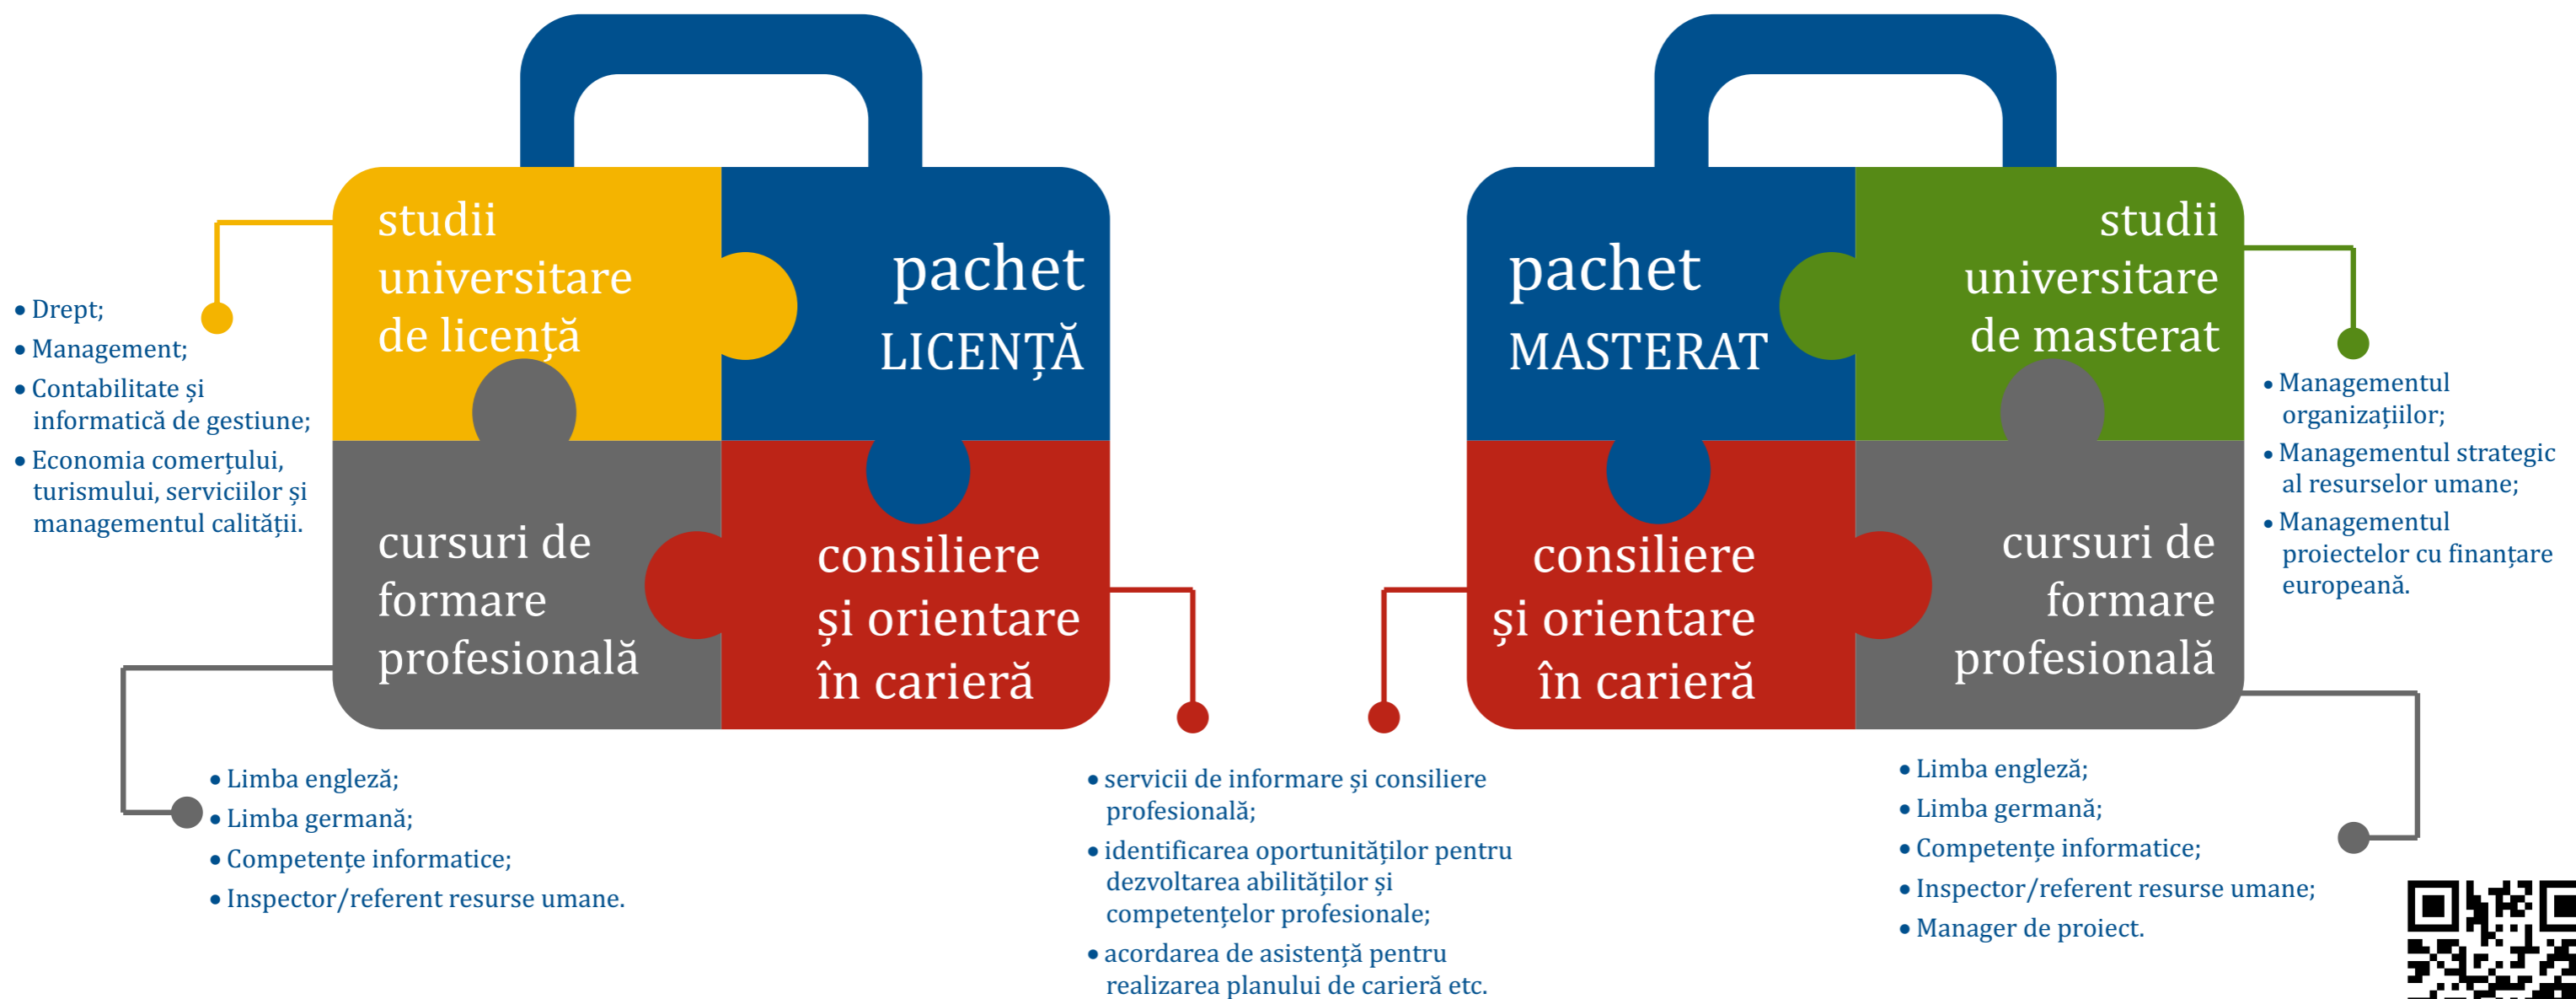 studii
universitare
de licență
pachet
LICENȚĂ
• Drept;
• Management;
• Contabilitate și
informatică de gestiune;
• Economia comerțului,
turismului, serviciilor și
managementul calității.
cursuri de
formare
profesională
consiliere
și orientare
în carieră
• Limba engleză;
• Limba germană;
• Competențe informatice;
• Inspector/referent resurse umane.
pachet
MASTERAT
studii
universitare
de masterat
• Managementul
organizațiilor;
• Managementul strategic
al resurselor umane;
• Managementul
proiectelor cu finanțare
europeană.
consiliere
și orientare
în carieră
cursuri de
formare
profesională
• servicii de informare și consiliere
profesională;
• identificarea oportunităților pentru
dezvoltarea abilităților și
competențelor profesionale;
• acordarea de asistență pentru
realizarea planului de carieră etc.
• Limba engleză;
• Limba germană;
• Competențe informatice;
• Inspector/referent resurse umane;
• Manager de proiect.